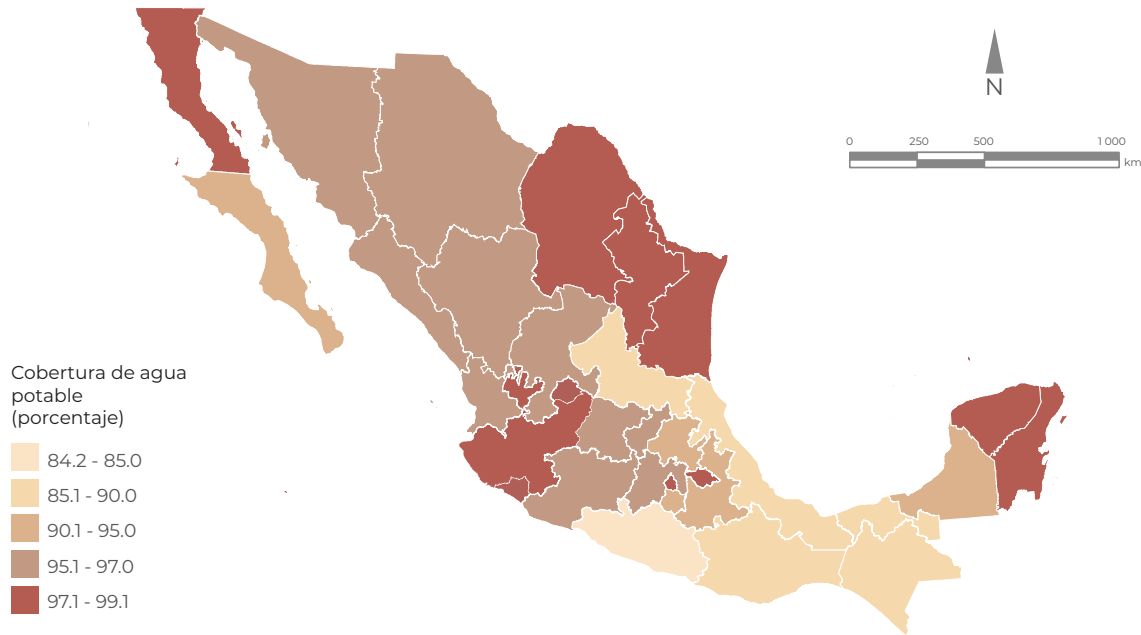 N
0 250 500 1 000
km
Cobertura de agua
potable
(porcentaje)
84.2 - 85.0
85.1 - 90.0
90.1 - 95.0
95.1 - 97.0
97.1 - 99.1